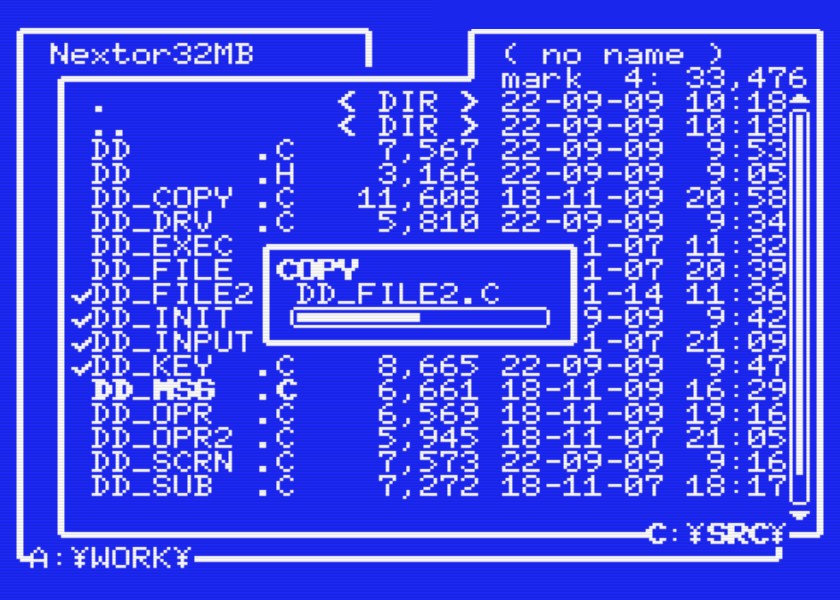 Nextor32MB ( no name )
mark 4: 33,476
. < DIR > 22-09-09 10:18
.. < DIR > 22-09-09 10:18
DD .C 7,567 22-09-09 9:53
DD .H 3,166 22-09-09 9:05
DD_COPY .C 11,608 18-11-09 20:58
DD_DRV .C 5,810 22-09-09 9:34
DD_EXEC 1-07 11:32
DD_FILE COPY 1-07 20:39
✓DD_FILE2 DD_FILE2.C 1-14 11:36
✓DD_INIT 9-09 9:42
✓DD_INPUT 1-07 21:09
✓DD_KEY .C 8,665 22-09-09 9:47
DD_MSG .C 6,661 18-11-09 16:29
DD_OPR .C 6,569 18-11-09 19:16
DD_OPR2 .C 5,945 18-11-07 21:05
DD_SCRN .C 7,573 22-09-09 9:16
DD_SUB .C 7,272 18-11-07 18:17
C:¥SRC¥
A:¥WORK¥